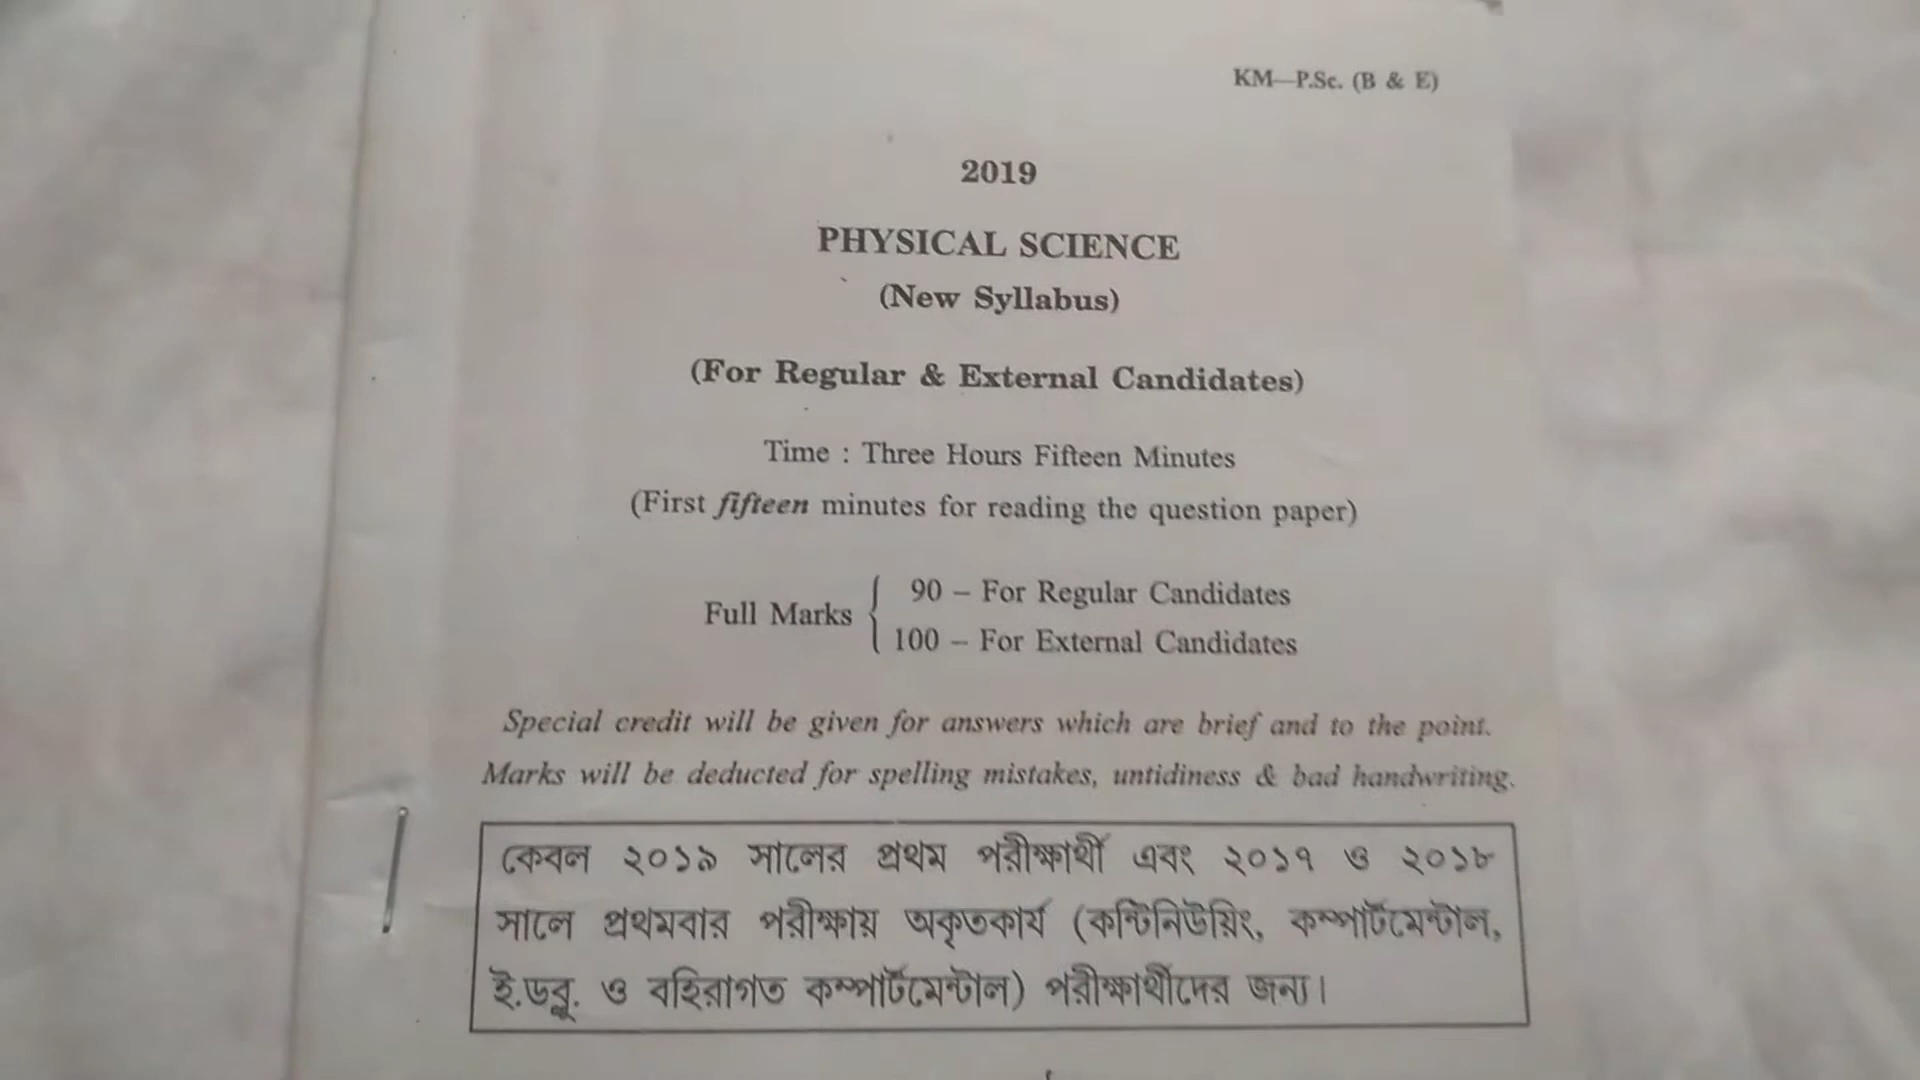 KM—P.Sc. (B & E)
2019
PHYSICAL SCIENCE
(New Syllabus)
(For Regular & External Candidates)
Time : Three Hours Fifteen Minutes
(First fifteen minutes for reading the question paper)
Full Marks { 90 – For Regular Candidates
100 – For External Candidates
Special credit will be given for answers which are brief and to the point.
Marks will be deducted for spelling mistakes, untidiness & bad handwriting.
কেবল ২০১৯ সালের প্রথম পরীক্ষার্থী এবং ২০১৭ ও ২০১৮
সালে প্রথমবার পরীক্ষায় অকৃতকার্য (কন্টিনিউয়িং, কম্পার্টমেন্টাল,
ই.ডব্লু. ও বহিরাগত কম্পার্টমেন্টাল) পরীক্ষার্থীদের জন্য।